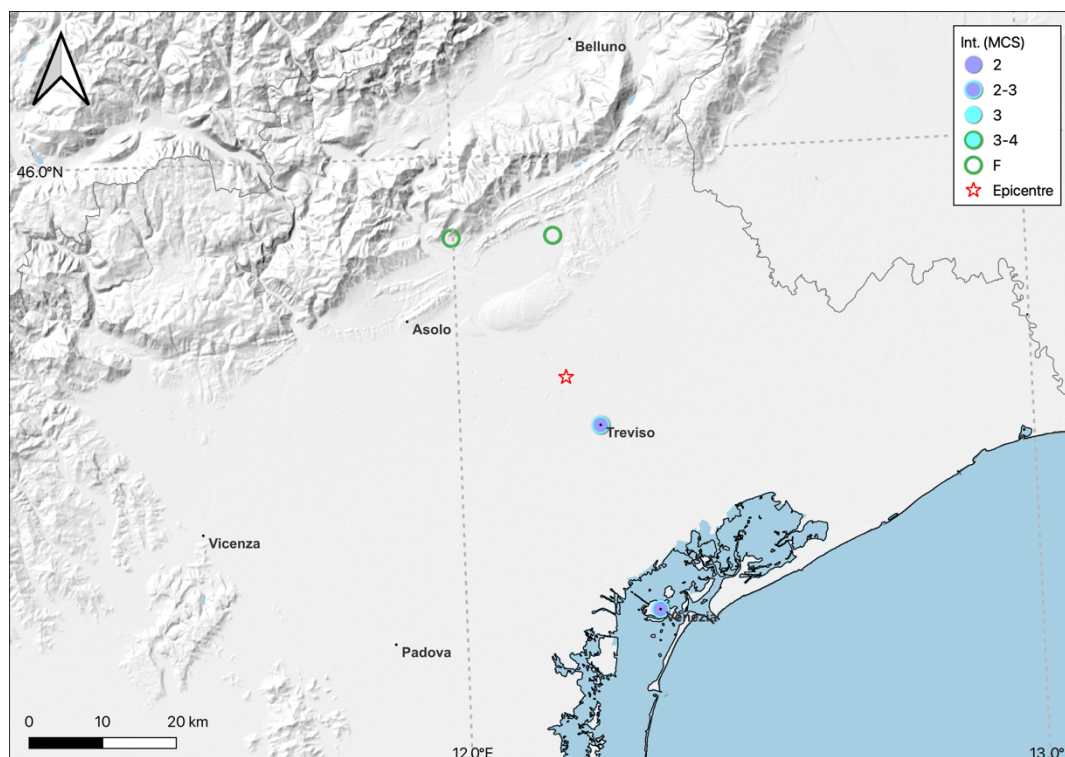 Belluno
Int. (MCS)
2
2-3
3
3-4
F
Epicentre
46.0°N
Asolo
Treviso
Vicenza
Venezia
Padova
0 10 20 km
12.0°E
13.0°